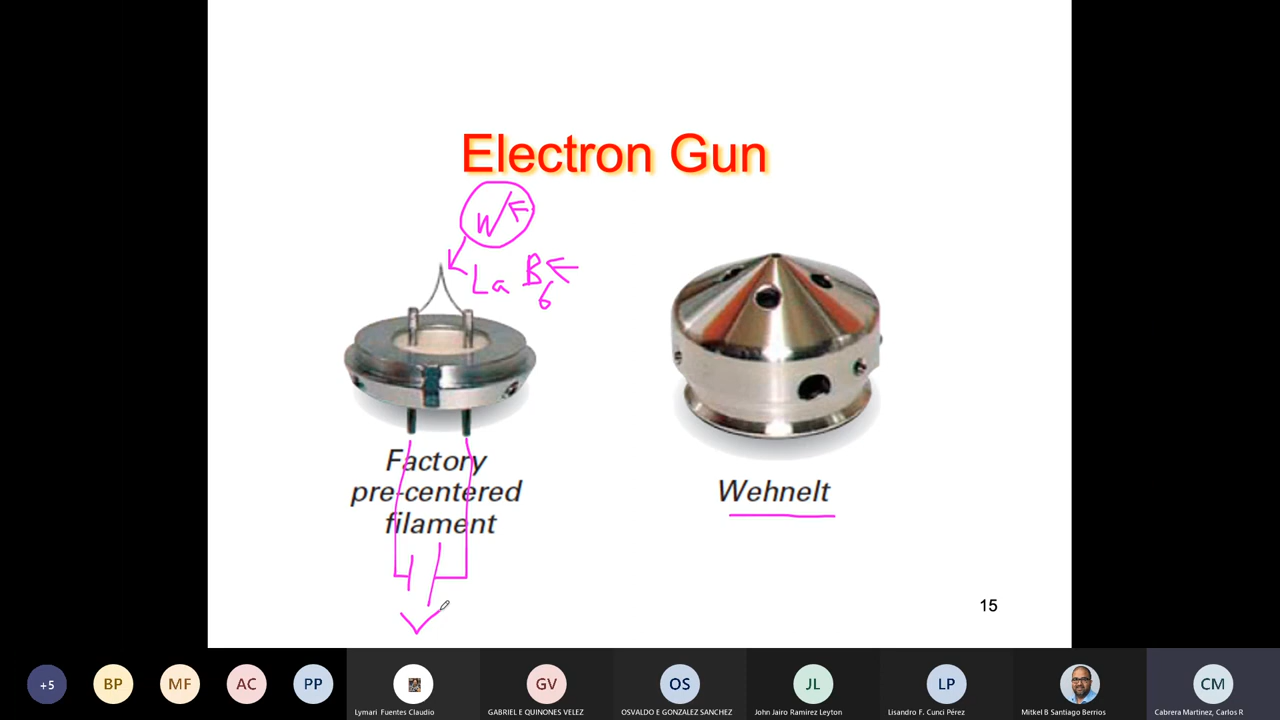 Electron Gun
W
La B6
Factory
pre-centered
filament
Wehnelt
V
15
+5
BP
MF
AC
PP
GV
OS
JL
LP
CM
Lymari Fuentes Claudio
GABRIEL E QUINONES VELEZ
OSVALDO E GONZALEZ SANCHEZ
John Jairo Ramirez Leyton
Lisandro F. Cunci Pérez
Mitkel B Santiago Berrios
Cabrera Martinez, Carlos R